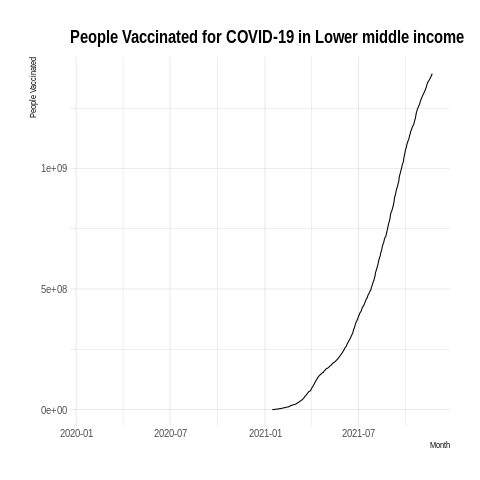 People Vaccinated for COVID-19 in Lower middle income
People Vaccinated
1e+09
5e+08
0e+00
2020-01
2020-07
2021-01
2021-07
Month